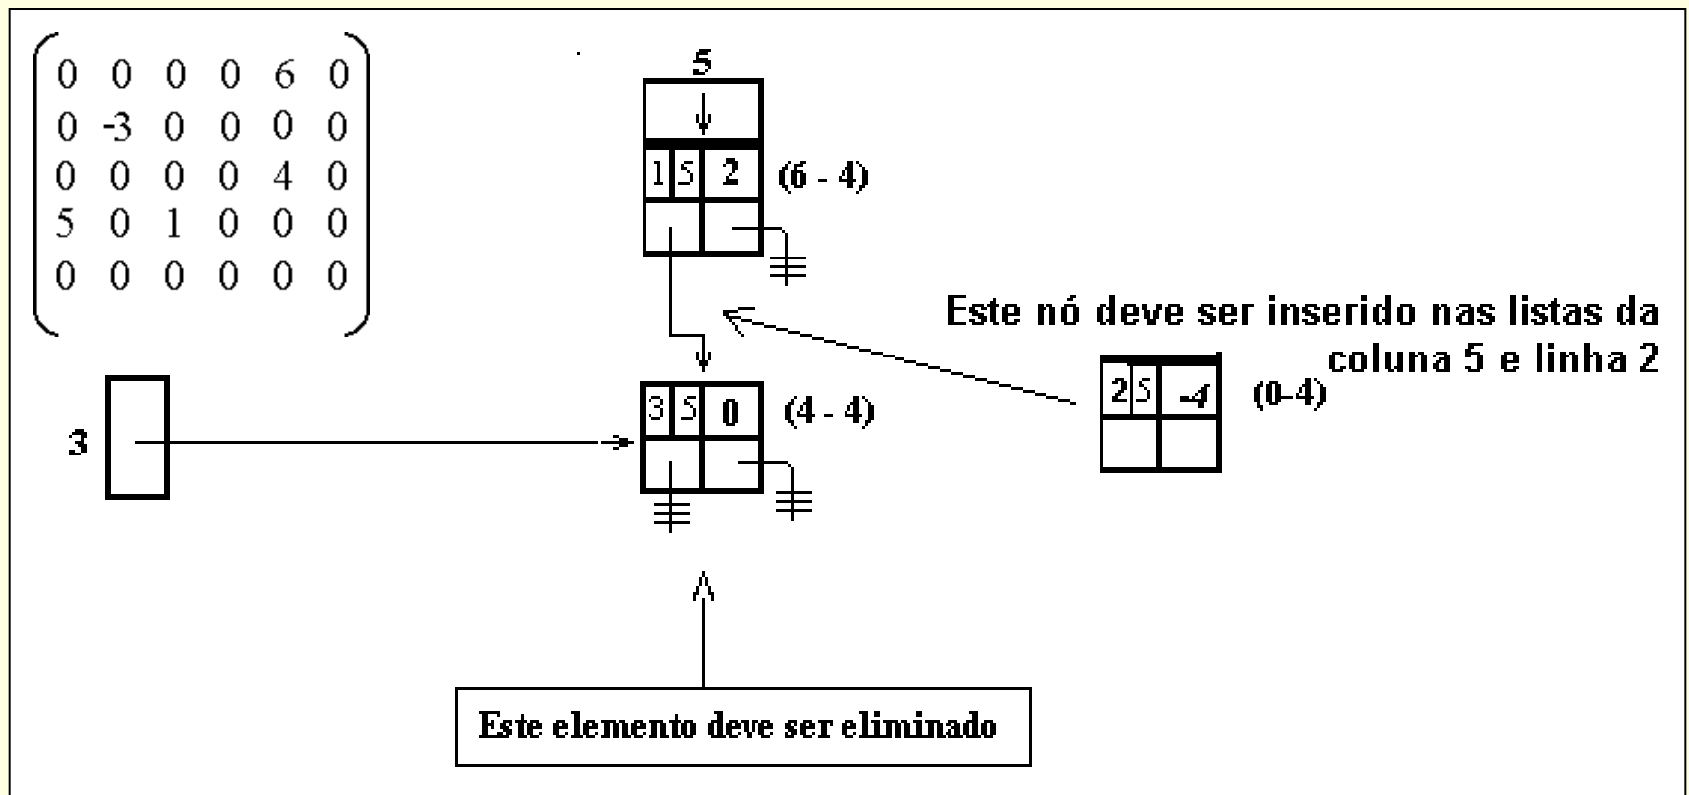 0 0 0 0 6 0
0 -3 0 0 0 0
0 0 0 0 4 0
5 0 1 0 0 0
0 0 0 0 0 0
5
1 5 2 (6 - 4)
Este nó deve ser inserido nas listas da
coluna 5 e linha 2
2 5 -4 (0-4)
3
3 5 0 (4 - 4)
Este elemento deve ser eliminado